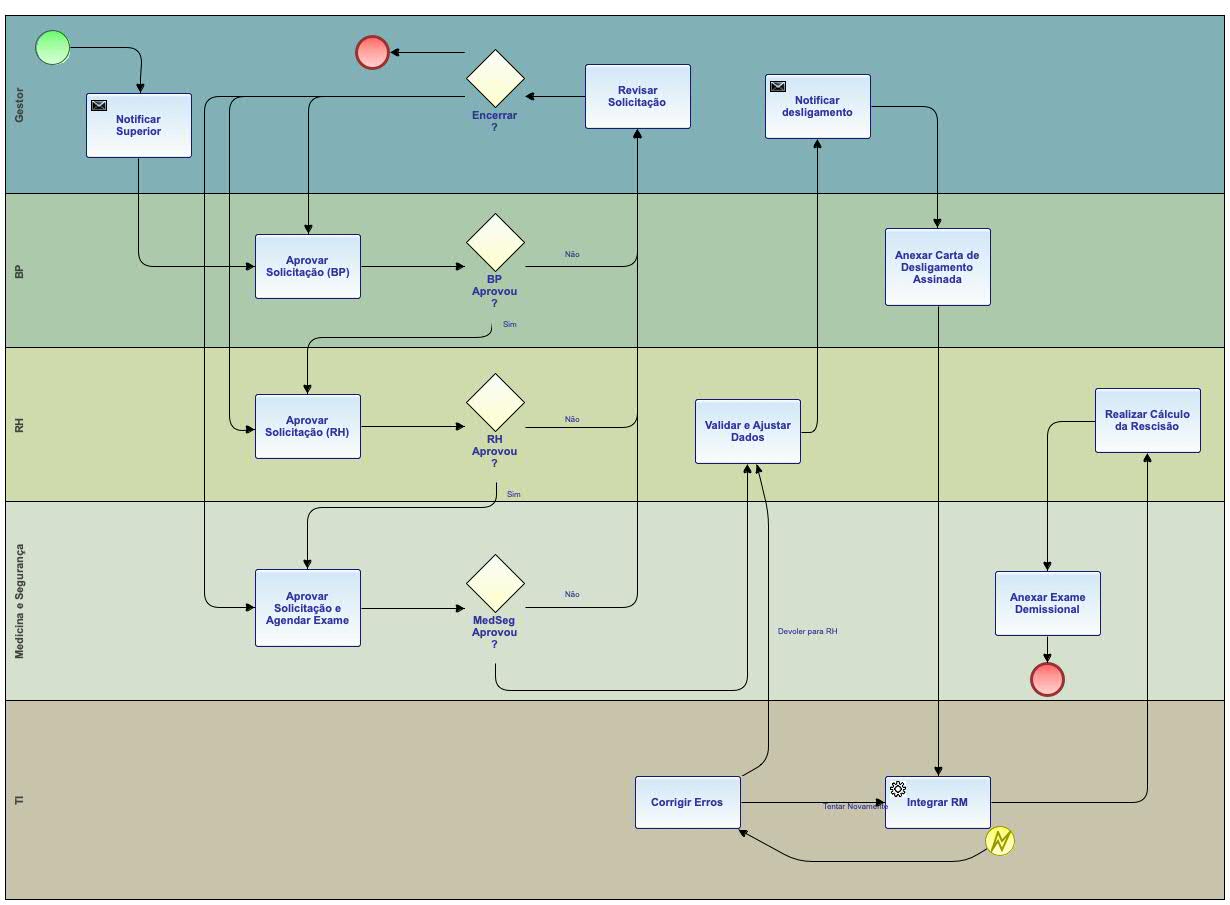 Gestor
Notificar
Superior
Encerrar
?
Revisar
Solicitação
Notificar
desligamento
BP
Aprovar
Solicitação (BP)
BP
Aprovou
?
Não
Sim
Anexar Carta de
Desligamento
Assinada
RH
Aprovar
Solicitação (RH)
RH
Aprovou
?
Não
Sim
Validar e Ajustar
Dados
Realizar Cálculo
da Rescisão
Medicina e Segurança
Aprovar
Solicitação e
Agendar Exame
MedSeg
Aprovou
?
Não
Devoler para RH
Anexar Exame
Demissional
TI
Corrigir Erros
Tentar Novamente
Integrar RM